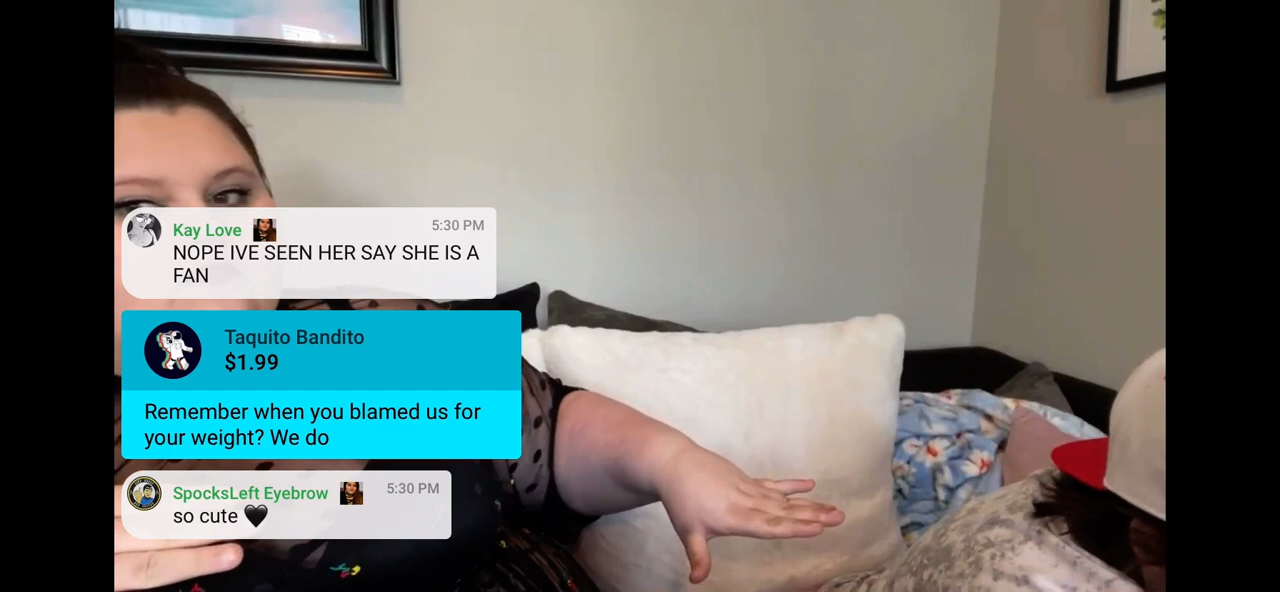 Kay Love
5:30 PM
NOPE IVE SEEN HER SAY SHE IS A
FAN
Taquito Bandito
$1.99
Remember when you blamed us for
your weight? We do
SpocksLeft Eyebrow
5:30 PM
so cute 🖤